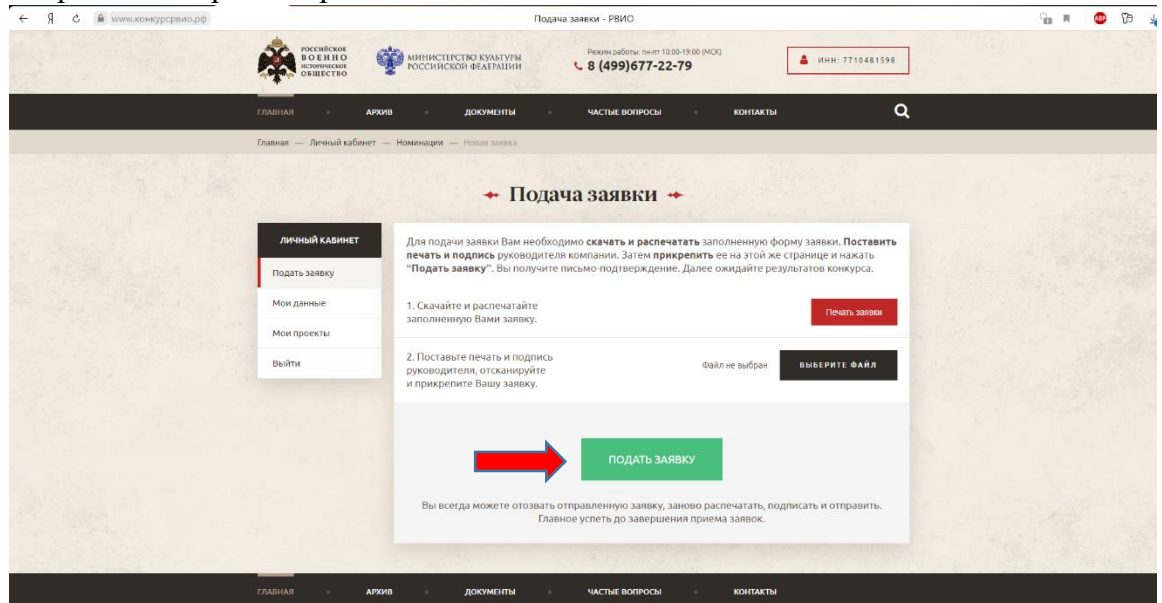 www.конкурсрвио.рф
Подача заявки - РВИО
ABP
РОССИЙСКОЕ
ВОЕННО
ИСТОРИЧЕСКОЕ
ОБЩЕСТВО
МИНИСТЕРСТВО КУЛЬТУРЫ
РОССИЙСКОЙ ФЕДЕРАЦИИ
Режим работы: пн-пт 10:00-19:00 (МСК)
8 (499)677-22-79
ИНН: 7710481598
ГЛАВНАЯ АРХИВ ДОКУМЕНТЫ ЧАСТЫЕ ВОПРОСЫ КОНТАКТЫ
Главная — Личный кабинет — Номинации — Новая заявка
Подача заявки
ЛИЧНЫЙ КАБИНЕТ
Подать заявку
Мои данные
Мои проекты
Выйти
Для подачи заявки Вам необходимо скачать и распечатать заполненную форму заявки. Поставить
печать и подпись руководителя компании. Затем прикрепить ее на этой же странице и нажать
"Подать заявку". Вы получите письмо-подтверждение. Далее ожидайте результатов конкурса.
1. Скачайте и распечатайте
заполненную Вами заявку.
Печать заявки
2. Поставьте печать и подпись
руководителя, отсканируйте
и прикрепите Вашу заявку.
Файл не выбран
ВЫБЕРИТЕ ФАЙЛ
ПОДАТЬ ЗАЯВКУ
Вы всегда можете отозвать отправленную заявку, заново распечатать, подписать и отправить.
Главное успеть до завершения приема заявок.
ГЛАВНАЯ АРХИВ ДОКУМЕНТЫ ЧАСТЫЕ ВОПРОСЫ КОНТАКТЫ